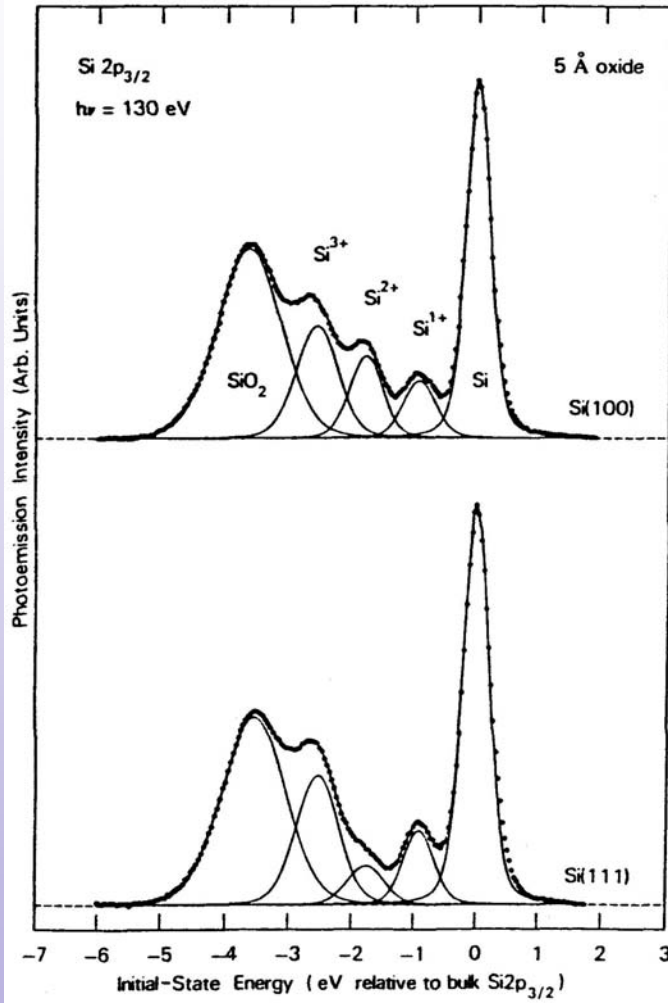 Si 2p3/2
5 Å oxide
hν = 130 eV
Si3+
Si2+
Si1+
SiO2
Si
Si(100)
Si(111)
Photoemission Intensity (Arb. Units)
−7 −6 −5 −4 −3 −2 −1 0 1 2 3
Initial-State Energy (eV relative to bulk Si2p3/2)